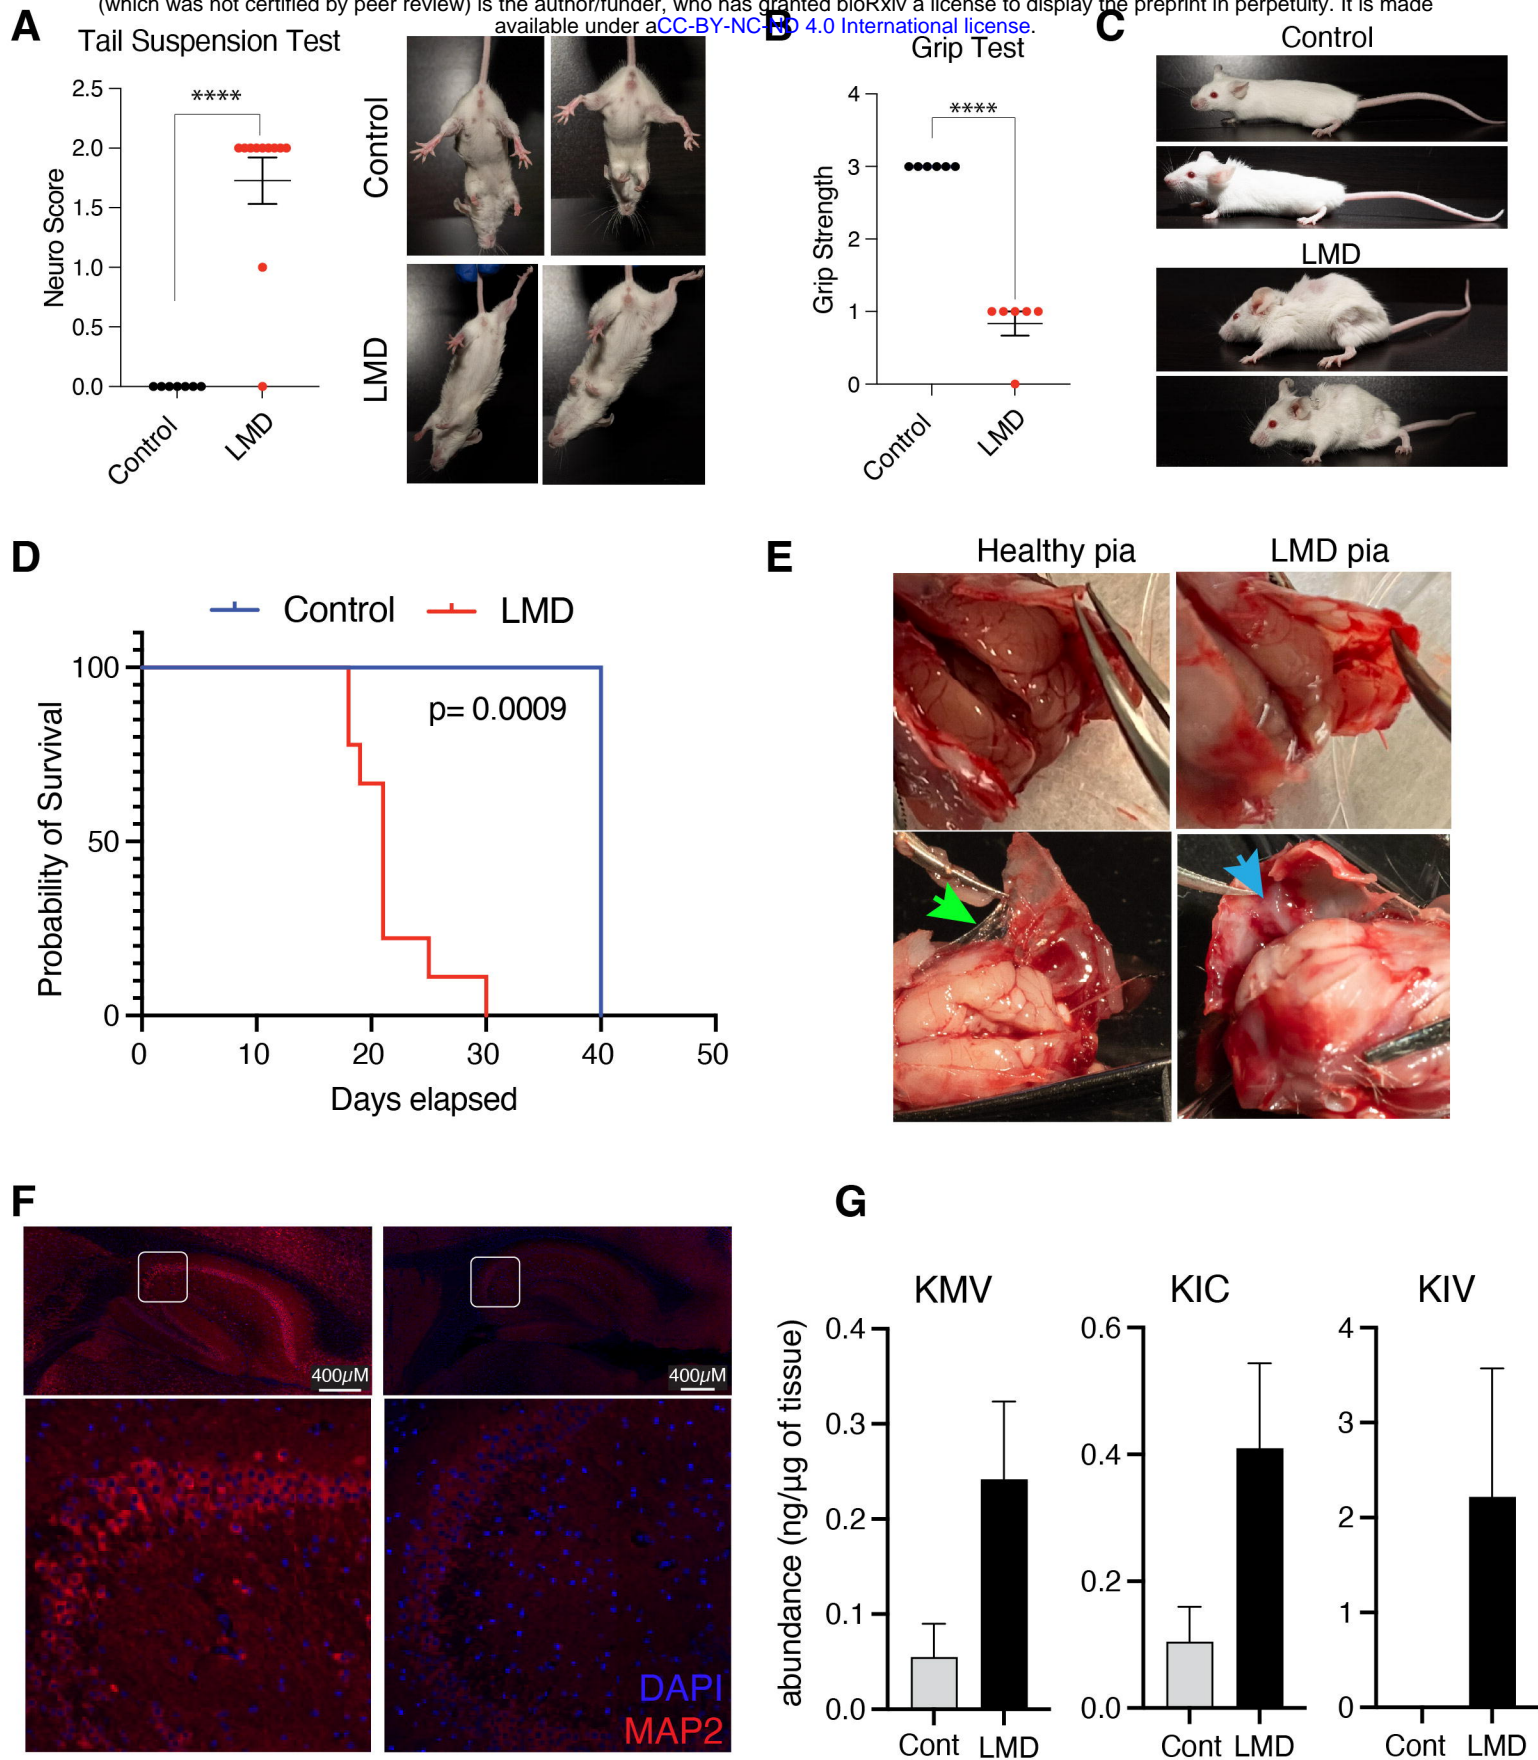 (which was not certified by peer review) is the author/funder, who has granted bioRxiv a license to display the preprint in perpetuity. It is made
available under aCC-BY-NC-ND 4.0 International license.
A
Tail Suspension Test
Neuro Score
2.5
2.0
1.5
1.0
0.5
0.0
****
Control
LMD
Control
LMD
B
Grip Test
Grip Strength
4
3
2
1
0
****
Control
LMD
C
Control
LMD
D
Control
LMD
Probability of Survival
100
50
0
p= 0.0009
0 10 20 30 40 50
Days elapsed
E
Healthy pia
LMD pia
F
400µM
400µM
DAPI
MAP2
G
abundance (ng/µg of tissue)
KMV
0.4
0.3
0.2
0.1
0.0
Cont LMD
KIC
0.6
0.4
0.2
0.0
Cont LMD
KIV
4
3
2
1
0
Cont LMD